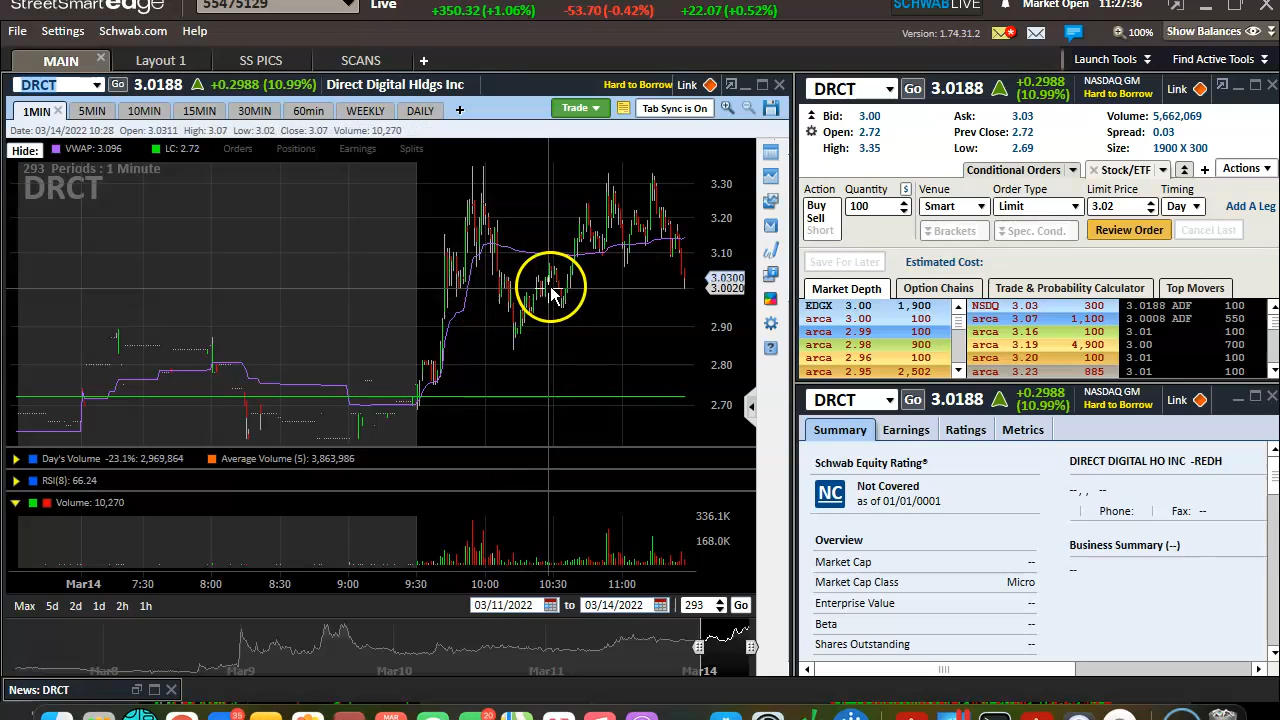 StreetSmart edge
55475129
Live
+350.32 (+1.06%)
-53.70 (-0.42%)
+22.07 (+0.52%)
SCHWABLIVE
Market Open
11:27:36
File
Settings
Schwab.com
Help
Version: 1.74.31.2
100%
Show Balances
MAIN
Layout 1
SS PICS
SCANS
Launch Tools
Find Active Tools
DRCT
Go
3.0188
+0.2988 (10.99%)
Direct Digital Hldgs Inc
Hard to Borrow
Link
1MIN
5MIN
10MIN
15MIN
30MIN
60min
WEEKLY
DAILY
Trade
Tab Sync is On
Date: 03/14/2022 10:28 Open: 3.0311 High: 3.07 Low: 3.02 Close: 3.07 Volume: 10,270
Hide:
VWAP: 3.096
LC: 2.72
Orders
Positions
Earnings
Splits
293 Periods : 1 Minute
DRCT
3.30
3.20
3.10
3.0300
3.0020
2.90
2.80
2.70
Day's Volume -23.1%: 2,969,864
Average Volume (5): 3,863,986
RSI(8): 66.24
Volume: 10,270
336.1K
168.0K
Mar14
7:30
8:00
8:30
9:00
9:30
10:00
10:30
11:00
Max
5d
2d
1d
2h
1h
03/11/2022
to
03/14/2022
293
Go
Mar8
Mar9
Mar10
Mar11
Mar14
News: DRCT
DRCT
Go
3.0188
+0.2988
(10.99%)
NASDAQ GM
Hard to Borrow
Link
Bid: 3.00
Ask: 3.03
Volume: 5,662,069
Open: 2.72
Prev Close: 2.72
Spread: 0.03
High: 3.35
Low: 2.69
Size: 1900 X 300
Conditional Orders
Stock/ETF
Actions
Action
Quantity
$
Venue
Order Type
Limit Price
Timing
Buy
Sell
Short
100
Smart
Limit
3.02
Day
Add A Leg
Brackets
Spec. Cond.
Review Order
Cancel Last
Save For Later
Estimated Cost:
Market Depth
Option Chains
Trade & Probability Calculator
Top Movers
EDGX 3.00 1,900
NSDQ 3.03 300
3.0188 ADF 100
arca 3.00 100
arca 3.07 1,100
3.0008 ADF 550
arca 2.99 100
arca 3.16 100
3.01 100
arca 2.98 900
arca 3.19 4,900
3.00 700
arca 2.96 100
arca 3.20 100
3.01 100
arca 2.95 2,502
arca 3.23 885
3.01 100
DRCT
Go
3.0188
+0.2988
(10.99%)
NASDAQ GM
Hard to Borrow
Link
Summary
Earnings
Ratings
Metrics
Schwab Equity Rating®
NC
Not Covered
as of 01/01/0001
DIRECT DIGITAL HO INC -REDH
--, , --
Phone:
Fax: --
Overview
Market Cap --
Market Cap Class Micro
Enterprise Value --
Beta --
Shares Outstanding --
Business Summary (--)
--
35
MAR
20